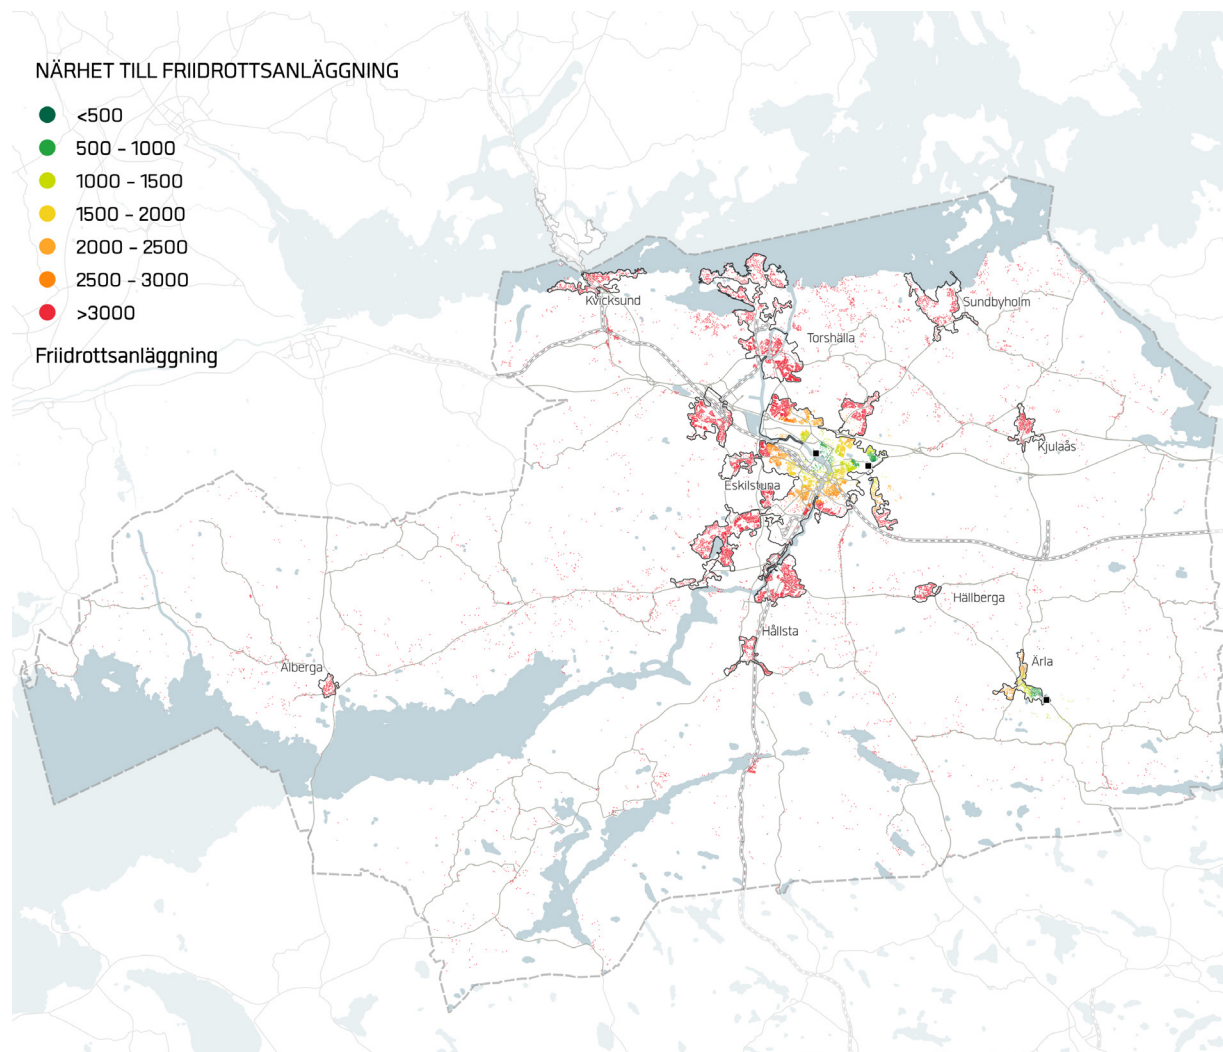 NÄRHET TILL FRIIDROTTSANLÄGGNING
<500
500 – 1000
1000 – 1500
1500 – 2000
2000 – 2500
2500 – 3000
>3000
Friidrottsanläggning
Kvicksund
Sundbyholm
Torshälla
Kjulaås
Eskilstuna
Hällberga
Hållsta
Ärla
Alberga